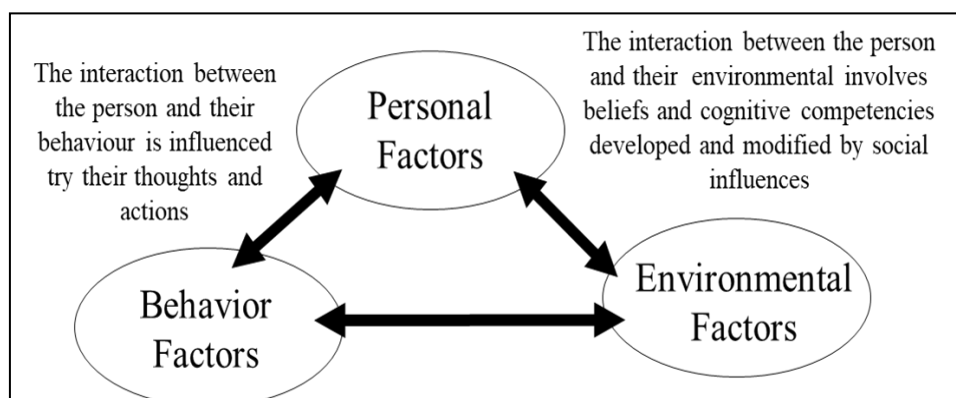 The interaction between
the person and their
behaviour is influenced
try their thoughts and
actions
Personal
Factors
The interaction between the person
and their environmental involves
beliefs and cognitive competencies
developed and modified by social
influences
Behavior
Factors
Environmental
Factors